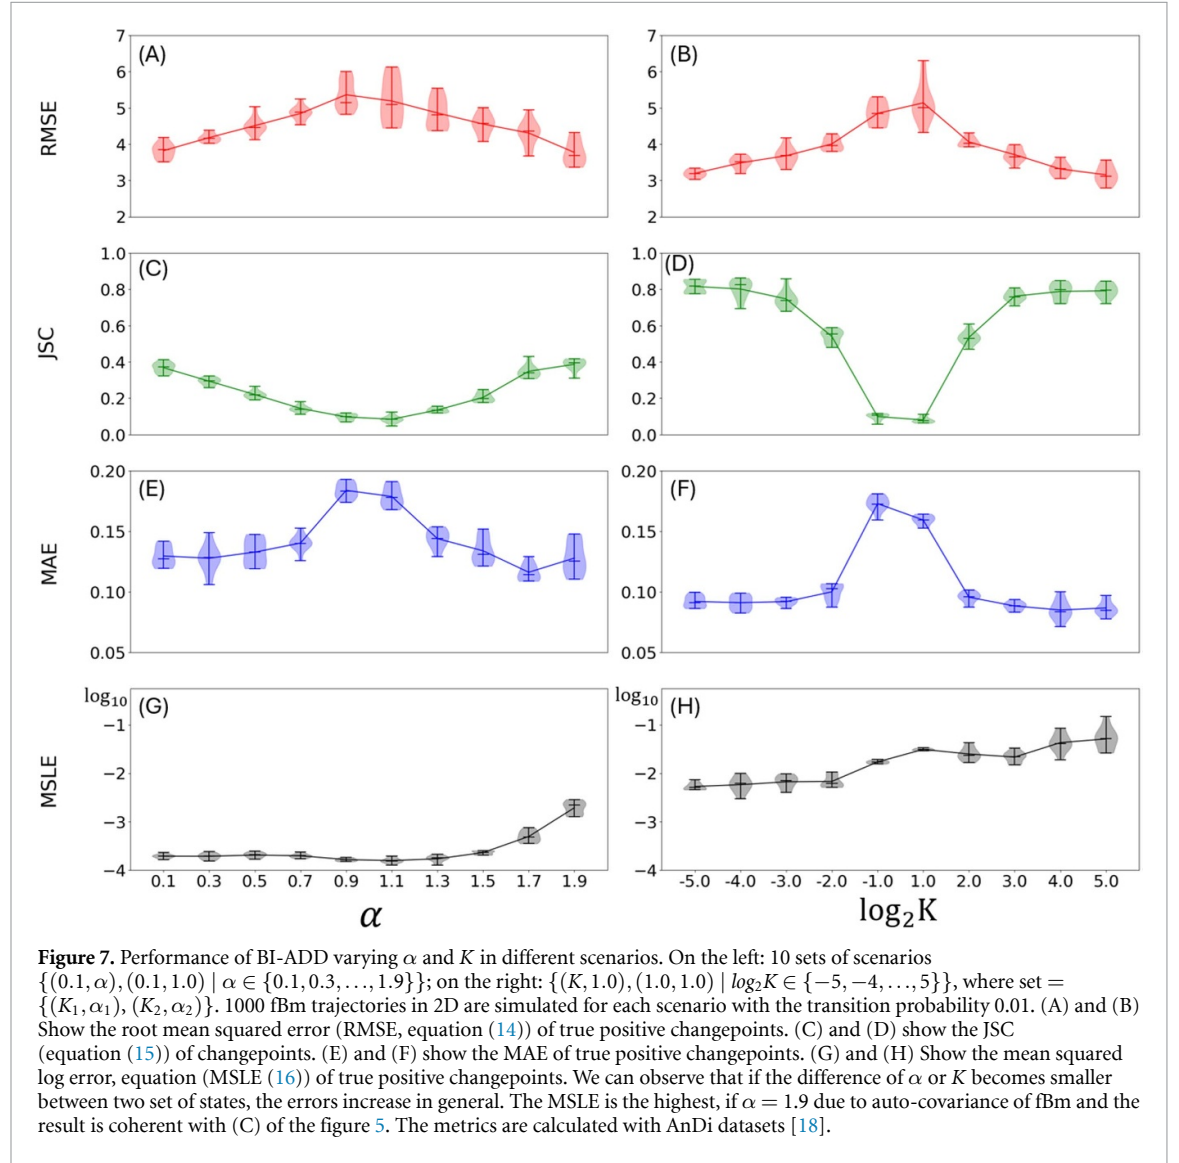 (A)
(B)
RMSE
7
6
5
4
3
2
7
6
5
4
3
2
(C)
(D)
JSC
1.0
0.8
0.6
0.4
0.2
0.0
1.0
0.8
0.6
0.4
0.2
0.0
(E)
(F)
MAE
0.20
0.15
0.10
0.05
0.20
0.15
0.10
0.05
log₁₀
(G)
log₁₀
(H)
MSLE
−1
−2
−3
−4
−1
−2
−3
−4
0.1 0.3 0.5 0.7 0.9 1.1 1.3 1.5 1.7 1.9
-5.0 -4.0 -3.0 -2.0 -1.0 1.0 2.0 3.0 4.0 5.0
α
log₂K
Figure 7. Performance of BI-ADD varying α and K in different scenarios. On the left: 10 sets of scenarios
{(0.1, α), (0.1, 1.0) | α ∈ {0.1, 0.3, …, 1.9}}; on the right: {(K, 1.0), (1.0, 1.0) | log₂K ∈ {−5, −4, …, 5}}, where set =
{(K₁, α₁), (K₂, α₂)}. 1000 fBm trajectories in 2D are simulated for each scenario with the transition probability 0.01. (A) and (B)
Show the root mean squared error (RMSE, equation (14)) of true positive changepoints. (C) and (D) show the JSC
(equation (15)) of changepoints. (E) and (F) show the MAE of true positive changepoints. (G) and (H) Show the mean squared
log error, equation (MSLE (16)) of true positive changepoints. We can observe that if the difference of α or K becomes smaller
between two set of states, the errors increase in general. The MSLE is the highest, if α = 1.9 due to auto-covariance of fBm and the
result is coherent with (C) of the figure 5. The metrics are calculated with AnDi datasets [18].